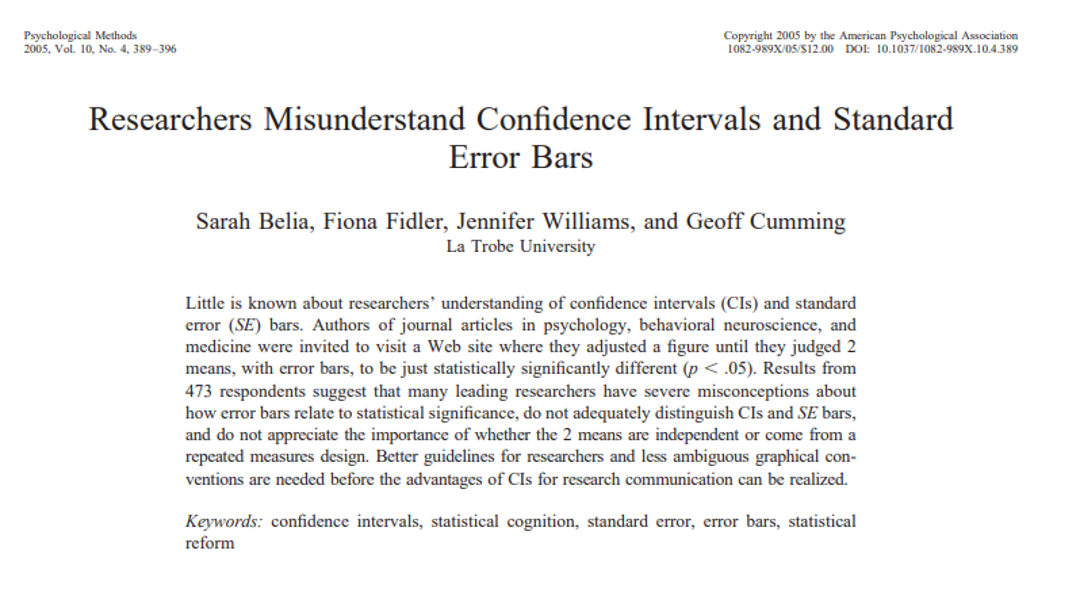 Psychological Methods
2005, Vol. 10, No. 4, 389–396
Copyright 2005 by the American Psychological Association
1082-989X/05/$12.00 DOI: 10.1037/1082-989X.10.4.389
Researchers Misunderstand Confidence Intervals and Standard
Error Bars
Sarah Belia, Fiona Fidler, Jennifer Williams, and Geoff Cumming
La Trobe University
Little is known about researchers’ understanding of confidence intervals (CIs) and standard
error (SE) bars. Authors of journal articles in psychology, behavioral neuroscience, and
medicine were invited to visit a Web site where they adjusted a figure until they judged 2
means, with error bars, to be just statistically significantly different (p < .05). Results from
473 respondents suggest that many leading researchers have severe misconceptions about
how error bars relate to statistical significance, do not adequately distinguish CIs and SE bars,
and do not appreciate the importance of whether the 2 means are independent or come from a
repeated measures design. Better guidelines for researchers and less ambiguous graphical con-
ventions are needed before the advantages of CIs for research communication can be realized.
Keywords: confidence intervals, statistical cognition, standard error, error bars, statistical
reform